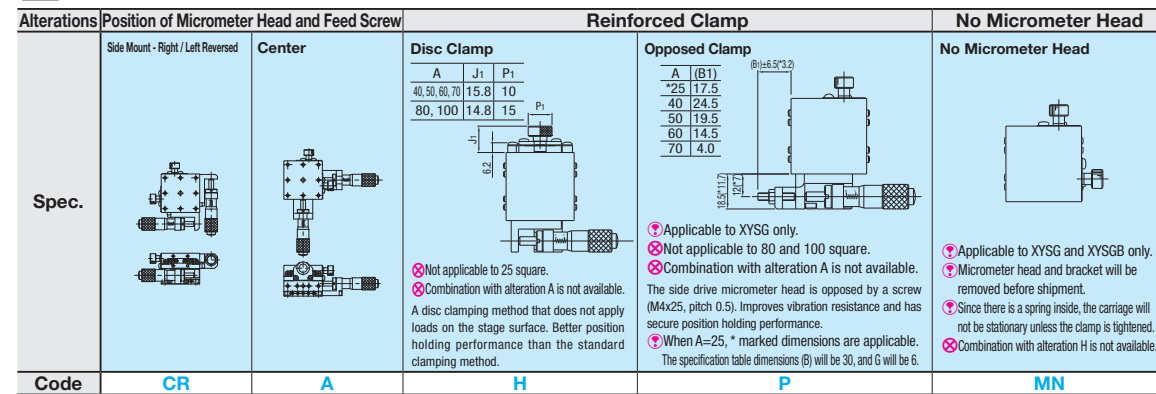 Alterations
Position of Micrometer Head and Feed Screw
Reinforced Clamp
No Micrometer Head
Spec.
Side Mount - Right / Left Reversed
Center
Disc Clamp
A J1 P1
40, 50, 60, 70 15.8 10
80, 100 14.8 15
P1
J1
6.2
Not applicable to 25 square.
Combination with alteration A is not available.
A disc clamping method that does not apply
loads on the stage surface. Better position
holding performance than the standard
clamping method.
Opposed Clamp
A (B1)
*25 17.5
40 24.5
50 19.5
60 14.5
70 4.0
(B1)±6.5(*3.2)
18.5(*11.7)
12(*7)
Applicable to XYSG only.
Not applicable to 80 and 100 square.
Combination with alteration A is not available.
The side drive micrometer head is opposed by a screw
(M4x25, pitch 0.5). Improves vibration resistance and has
secure position holding performance.
When A=25, * marked dimensions are applicable.
The specification table dimensions (B) will be 30, and G will be 6.
No Micrometer Head
Applicable to XYSG and XYSGB only.
Micrometer head and bracket will be
removed before shipment.
Since there is a spring inside, the carriage will
not be stationary unless the clamp is tightened.
Combination with alteration H is not available.
Code
CR
A
H
P
MN